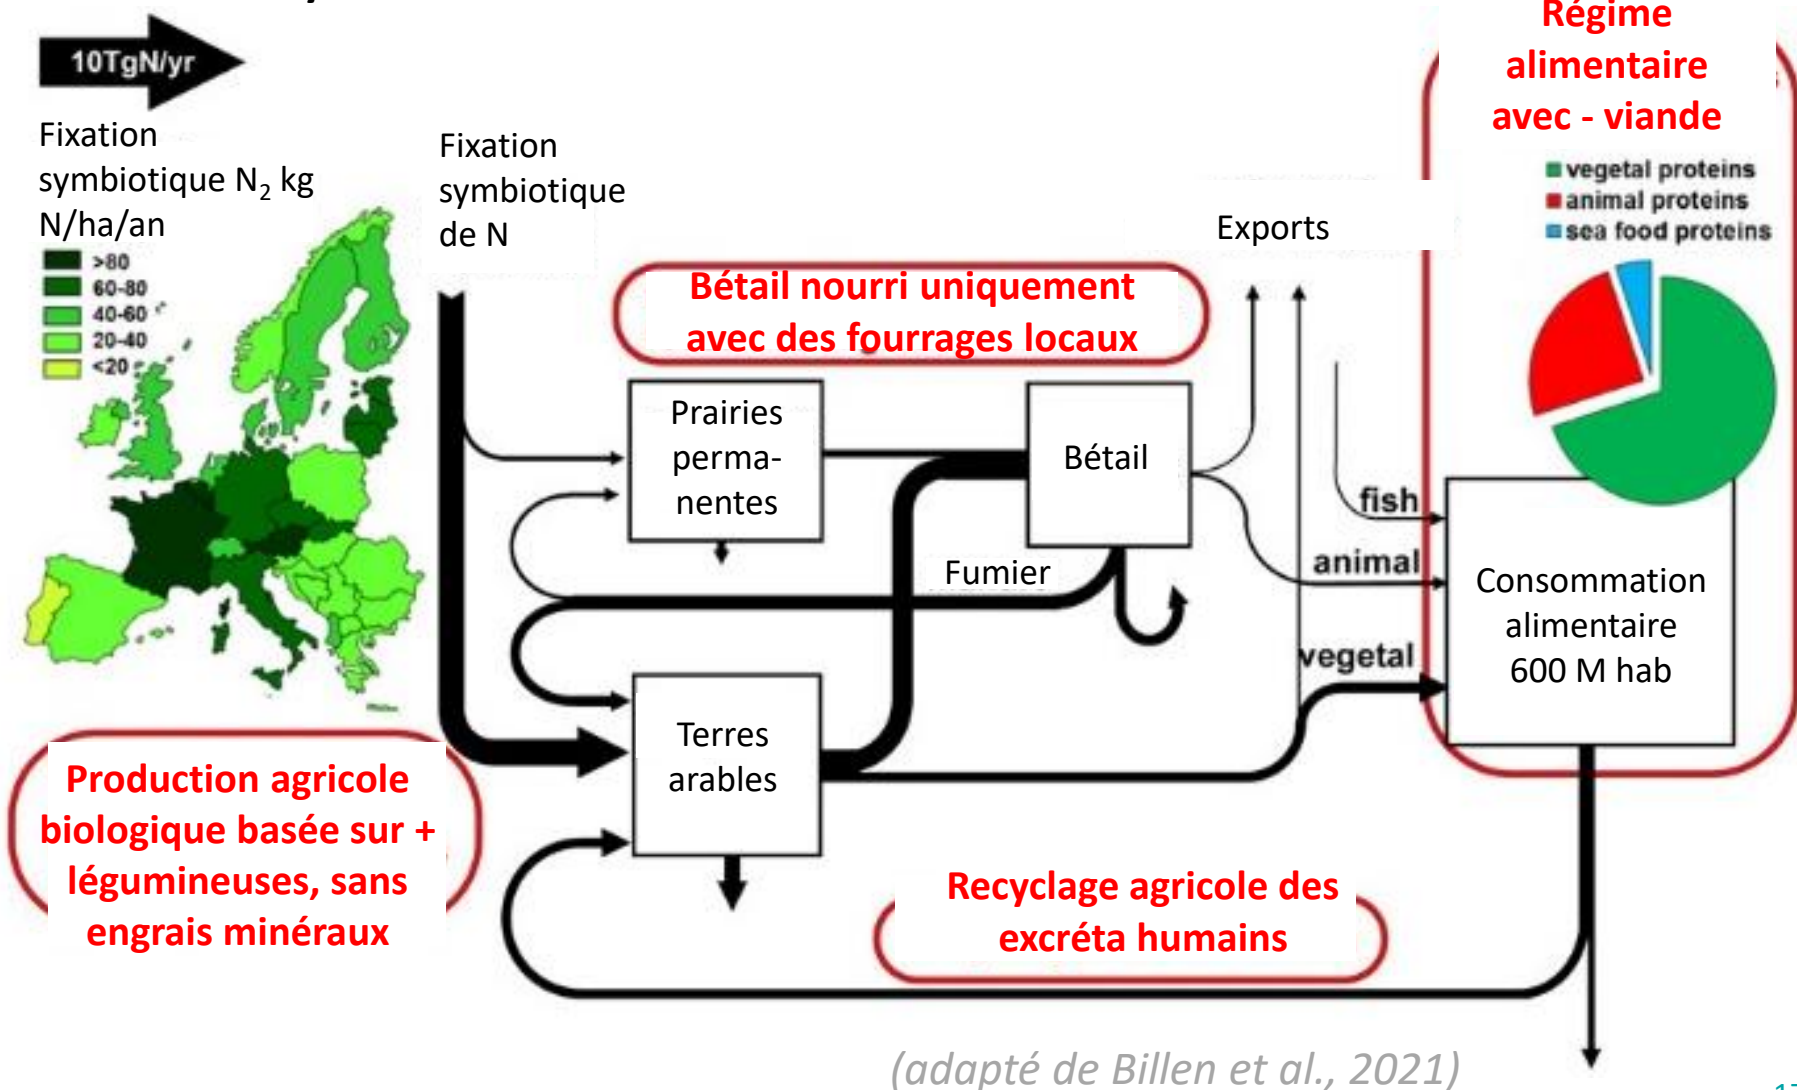 10TgN/yr
Fixation
symbiotique N₂ kg
N/ha/an
>80
60-80
40-60
20-40
<20
Fixation
symbiotique
de N
Exports
Régime
alimentaire
avec - viande
vegetal proteins
animal proteins
sea food proteins
Bétail nourri uniquement
avec des fourrages locaux
Prairies
perma-
nentes
Bétail
Fumier
fish
animal
vegetal
Consommation
alimentaire
600 M hab
Terres
arables
Production agricole
biologique basée sur +
légumineuses, sans
engrais minéraux
Recyclage agricole des
excréta humains
(adapté de Billen et al., 2021)